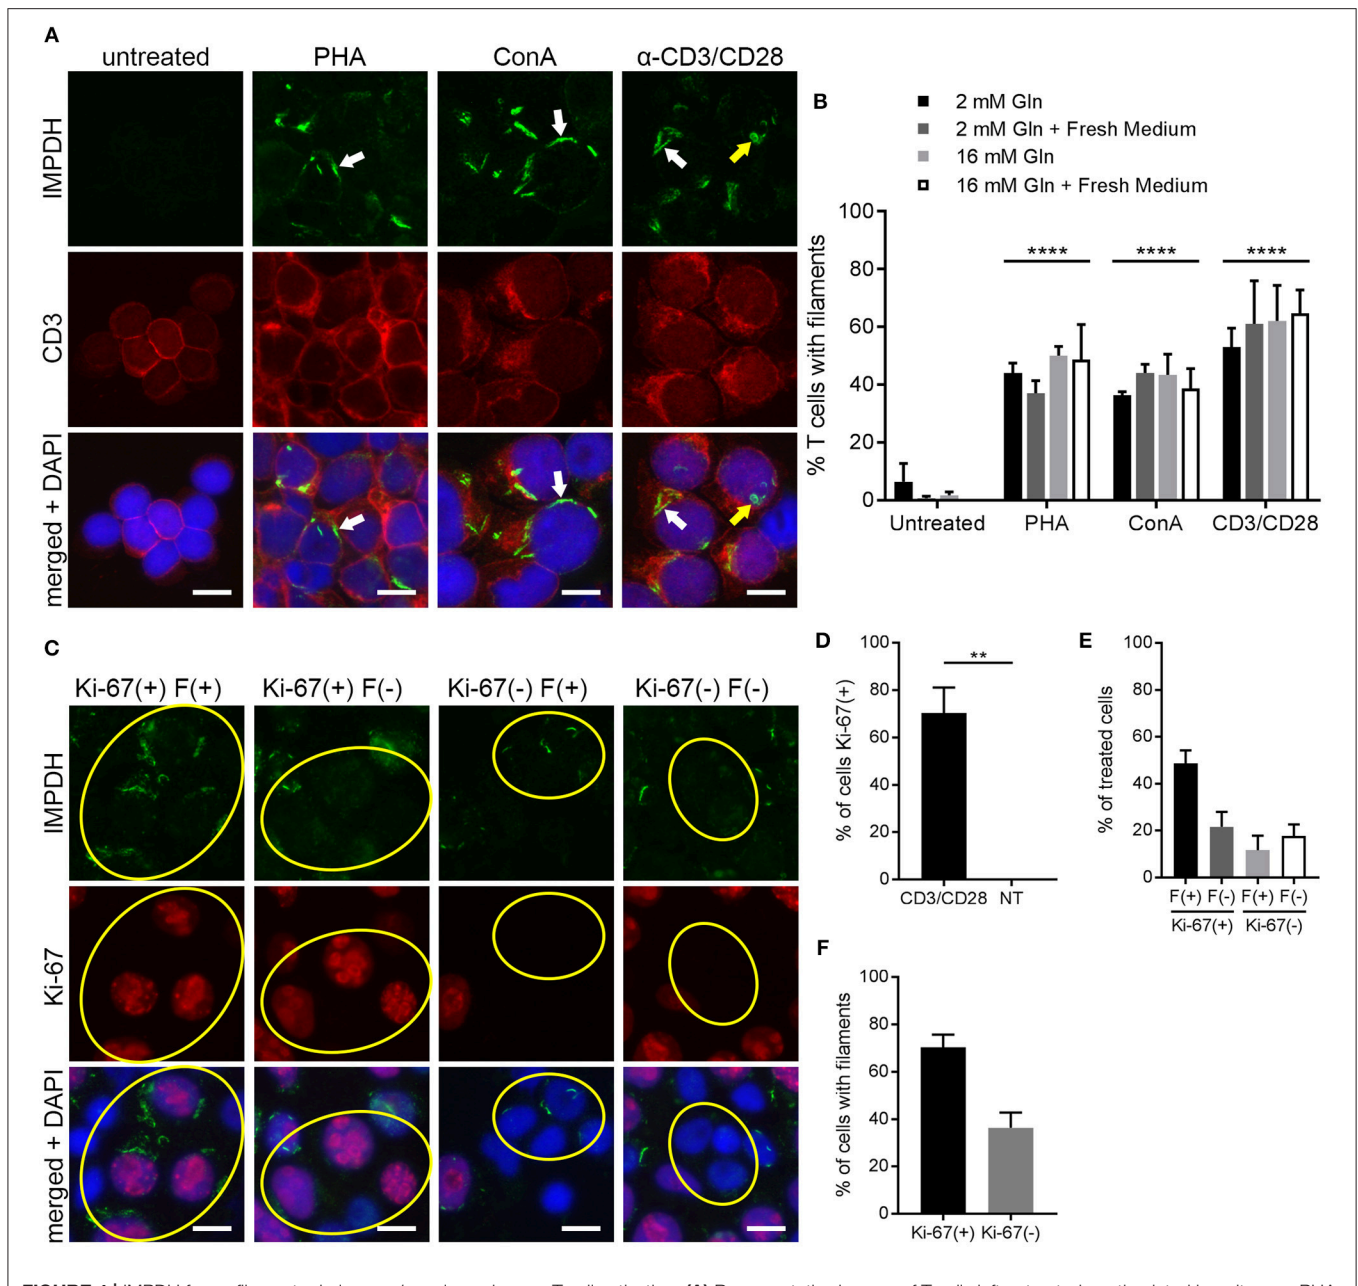 A
untreated
PHA
ConA
α-CD3/CD28
IMPDH
CD3
merged + DAPI
B
2 mM Gln
2 mM Gln + Fresh Medium
16 mM Gln
16 mM Gln + Fresh Medium
% T cells with filaments
100
80
60
40
20
0
****
****
****
Untreated
PHA
ConA
CD3/CD28
C
Ki-67(+) F(+)
Ki-67(+) F(-)
Ki-67(-) F(+)
Ki-67(-) F(-)
IMPDH
Ki-67
merged + DAPI
D
% of cells Ki-67(+)
100
80
60
40
20
0
**
CD3/CD28
NT
E
% of treated cells
100
80
60
40
20
0
F(+) F(-) F(+) F(-)
Ki-67(+) Ki-67(-)
F
% of cells with filaments
100
80
60
40
20
0
Ki-67(+) Ki-67(-)